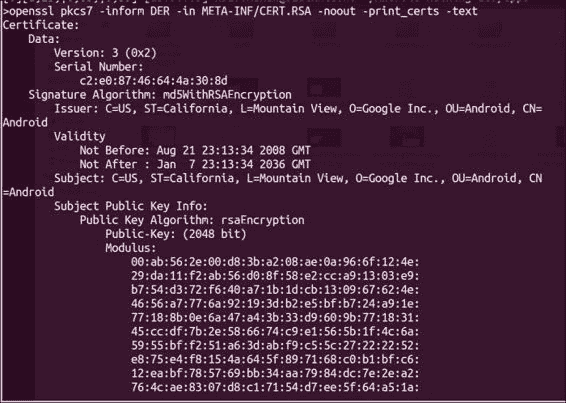 >openssl pkcs7 -inform DER -in META-INF/CERT.RSA -noout -print_certs -text
Certificate:
    Data:
        Version: 3 (0x2)
        Serial Number:
            c2:e0:87:46:64:4a:30:8d
    Signature Algorithm: md5WithRSAEncryption
        Issuer: C=US, ST=California, L=Mountain View, O=Google Inc., OU=Android, CN=
Android
        Validity
            Not Before: Aug 21 23:13:34 2008 GMT
            Not After : Jan  7 23:13:34 2036 GMT
        Subject: C=US, ST=California, L=Mountain View, O=Google Inc., OU=Android, CN
=Android
        Subject Public Key Info:
            Public Key Algorithm: rsaEncryption
                Public-Key: (2048 bit)
                Modulus:
                    00:ab:56:2e:00:d8:3b:a2:08:ae:0a:96:6f:12:4e:
                    29:da:11:f2:ab:56:d0:8f:58:e2:cc:a9:13:03:e9:
                    b7:54:d3:72:f6:40:a7:1b:1d:cb:13:09:67:62:4e:
                    46:56:a7:77:6a:92:19:3d:b2:e5:bf:b7:24:a9:1e:
                    77:18:8b:0e:6a:47:a4:3b:33:d9:60:9b:77:18:31:
                    45:cc:df:7b:2e:58:66:74:c9:e1:56:5b:1f:4c:6a:
                    59:55:bf:f2:51:a6:3d:ab:f9:c5:5c:27:22:22:52:
                    e8:75:e4:f8:15:4a:64:5f:89:71:68:c0:b1:bf:c6:
                    12:ea:bf:78:57:69:bb:34:aa:79:84:dc:7e:2e:a2:
                    76:4c:ae:83:07:d8:c1:71:54:d7:ee:5f:64:a5:1a: